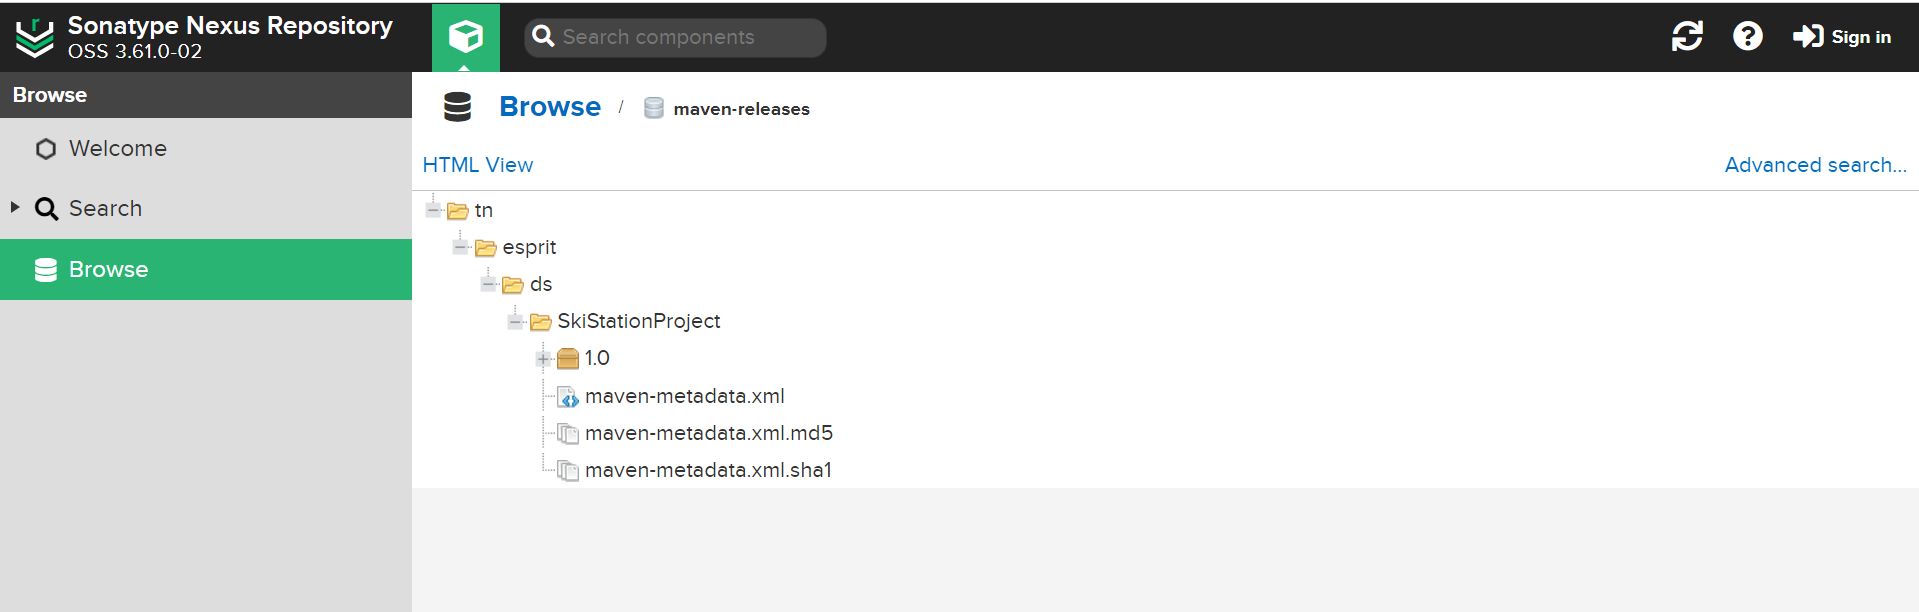 Sonatype Nexus Repository
OSS 3.61.0-02
Search components
Sign in
Browse
Welcome
Search
Browse
Browse / maven-releases
HTML View
Advanced search...
tn
esprit
ds
SkiStationProject
1.0
maven-metadata.xml
maven-metadata.xml.md5
maven-metadata.xml.sha1